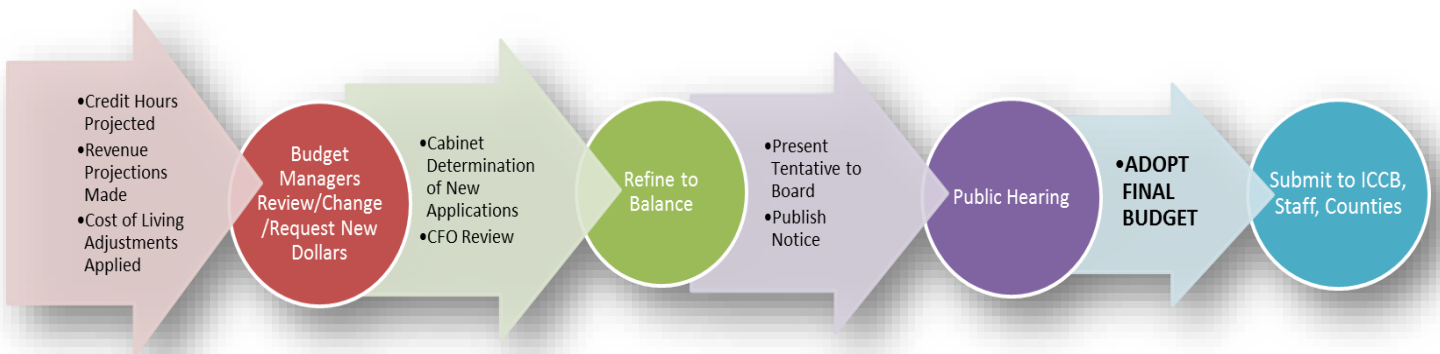 •Credit Hours
Projected
•Revenue
Projections
Made
•Cost of Living
Adjustments
Applied
Budget
Managers
Review/Change
/Request New
Dollars
•Cabinet
Determination
of New
Applications
•CFO Review
Refine to
Balance
•Present
Tentative to
Board
•Publish
Notice
Public Hearing
•ADOPT
FINAL
BUDGET
Submit to ICCB,
Staff, Counties